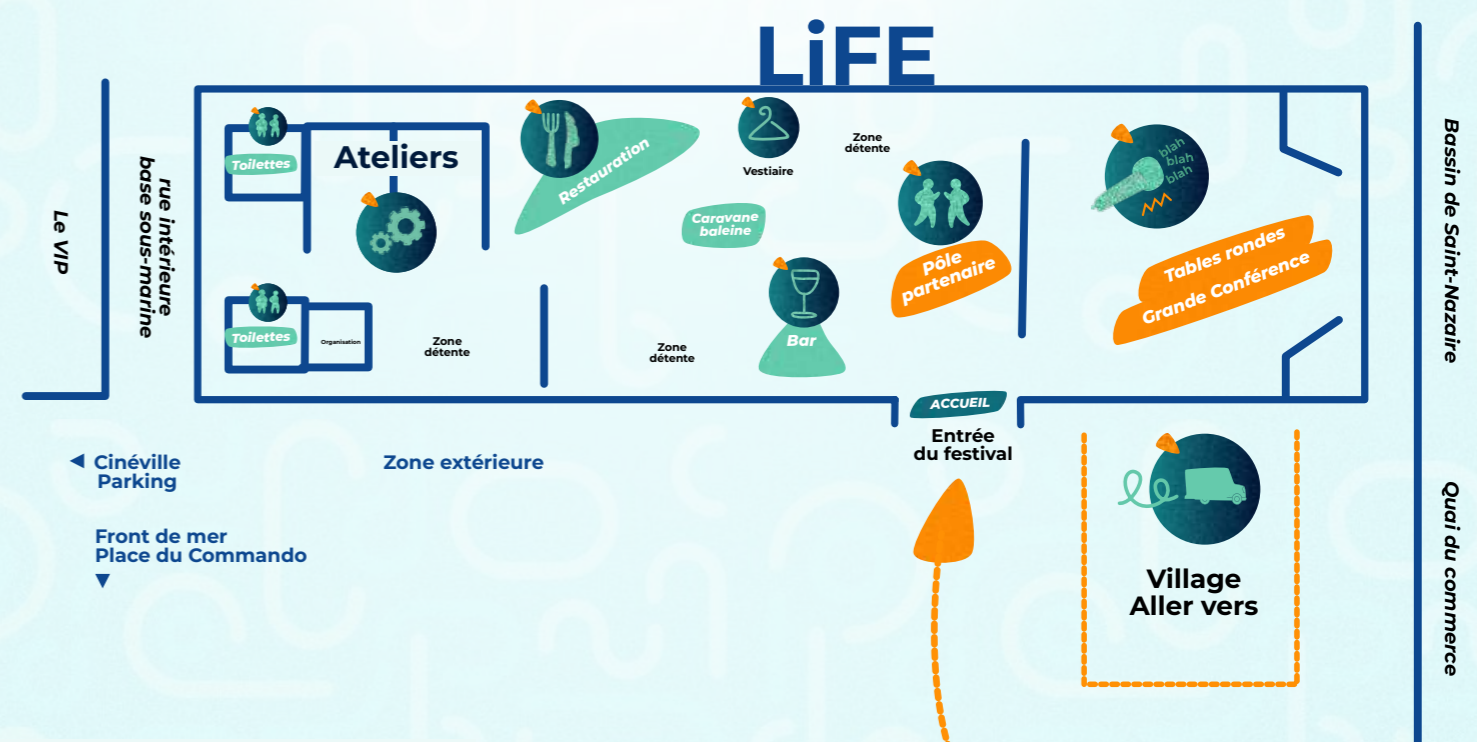 LiFE
Toilettes
Ateliers
Restauration
Vestiaire
Zone
détente
Caravane
baleine
Pôle
partenaire
blah
blah
blah
Tables rondes
Grande Conférence
Toilettes
Organisation
Zone
détente
Zone
détente
Bar
ACCUEIL
Entrée
du festival
Le VIP
rue intérieure
base sous-marine
Bassin de Saint-Nazaire
Quai du commerce
Cinéville
Parking
Zone extérieure
Front de mer
Place du Commando
Village
Aller vers